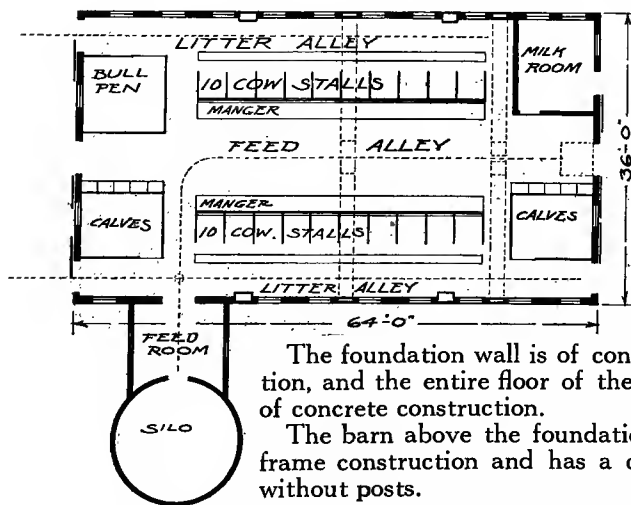 LITTER ALLEY
MILK
ROOM
BULL
PEN
10 COW STALLS
MANGER
FEED ALLEY
36'-0"
MANGER
CALVES
10 COW. STALLS
CALVES
LITTER ALLEY
64'-0"
FEED
ROOM
SILO
The foundation wall is of con
tion, and the entire floor of the
of concrete construction.
The barn above the foundatio
frame construction and has a
without posts.